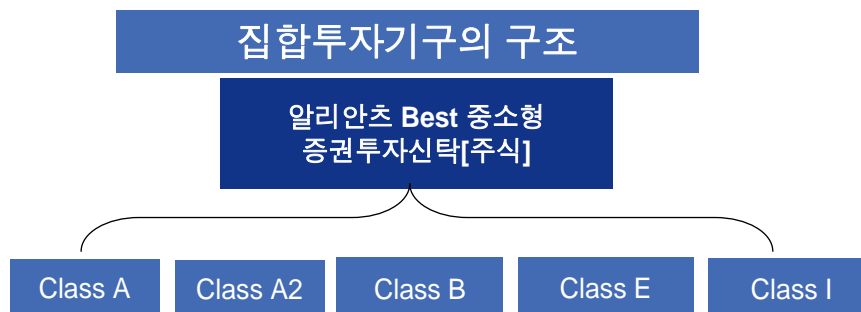 집합투자기구의 구조
알리안츠 Best 중소형
증권투자신탁[주식]
Class A
Class A2
Class B
Class E
Class I